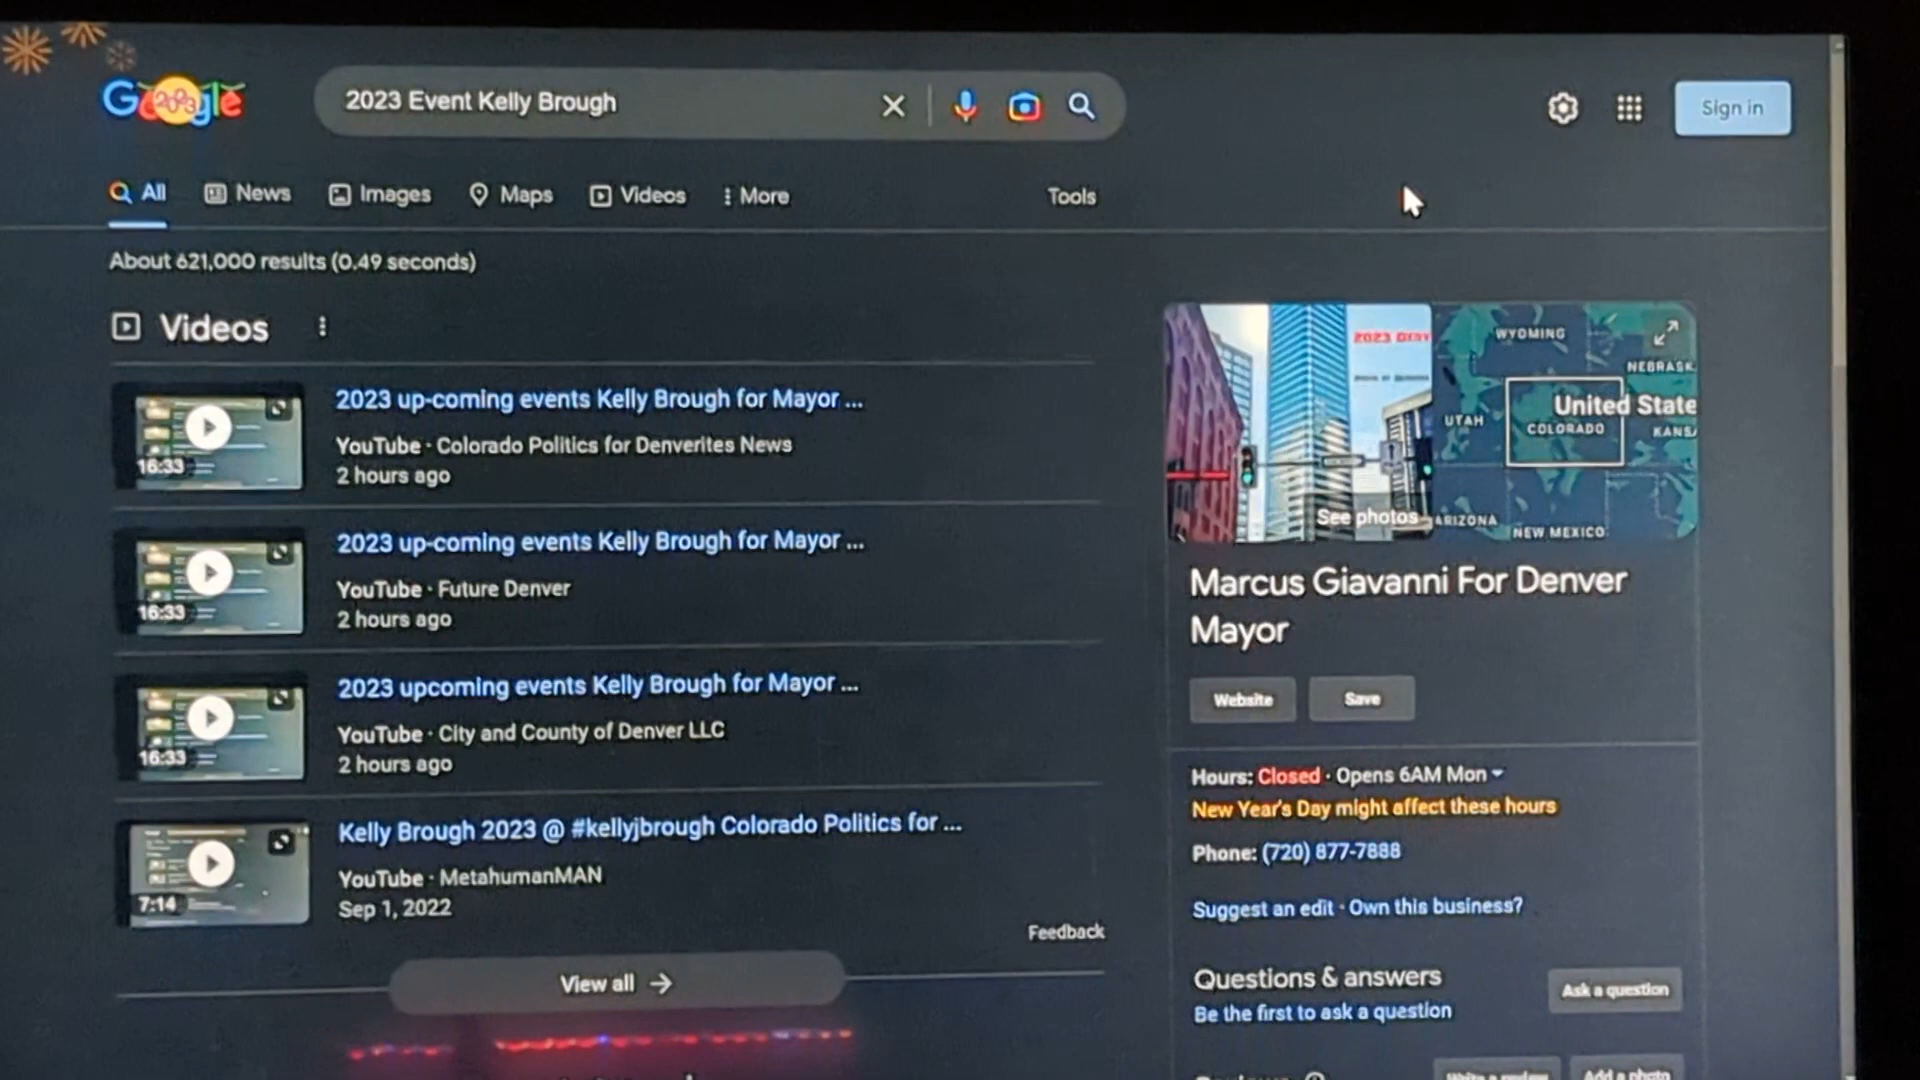 Google
2023
2023 Event Kelly Brough
Sign in
All
News
Images
Maps
Videos
More
Tools
About 621,000 results (0.49 seconds)
Videos
2023 up-coming events Kelly Brough for Mayor ...
YouTube · Colorado Politics for Denverites News
2 hours ago
16:33
2023 up-coming events Kelly Brough for Mayor ...
YouTube · Future Denver
2 hours ago
16:33
2023 upcoming events Kelly Brough for Mayor ...
YouTube · City and County of Denver LLC
2 hours ago
16:33
Kelly Brough 2023 @ #kellyjbrough Colorado Politics for ...
YouTube · MetahumanMAN
Sep 1, 2022
7:14
Feedback
View all
2023
See photos
WYOMING
NEBRASK
United State
UTAH
COLORADO
KANSA
ARIZONA
NEW MEXICO
Marcus Giavanni For Denver
Mayor
Website
Save
Hours: Closed · Opens 6AM Mon
New Year's Day might affect these hours
Phone: (720) 877-7888
Suggest an edit · Own this business?
Questions & answers
Ask a question
Be the first to ask a question
Write a review
Add a photo